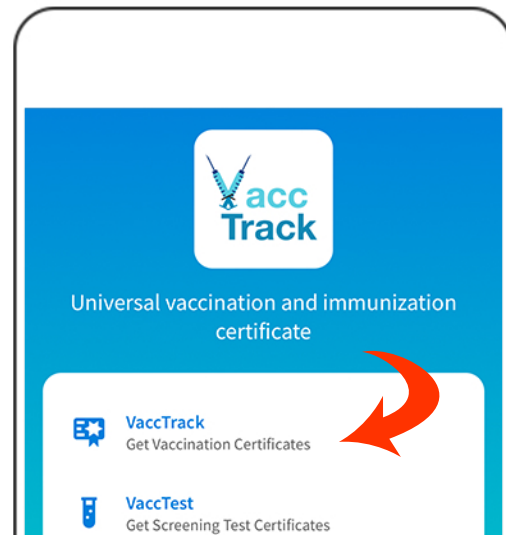 Vacc
Track
Universal vaccination and immunization
certificate
VaccTrack
Get Vaccination Certificates
VaccTest
Get Screening Test Certificates